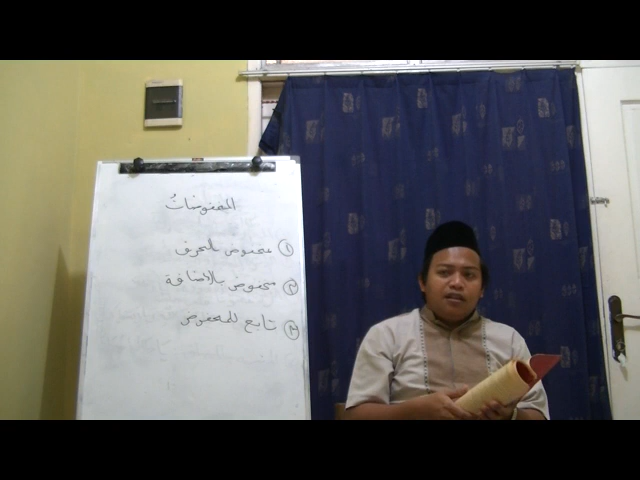 المخفوضاتُ
١ مخفوض بالحرف
٢ مخفوض بالاضافة
٣ تابع للمخفوض